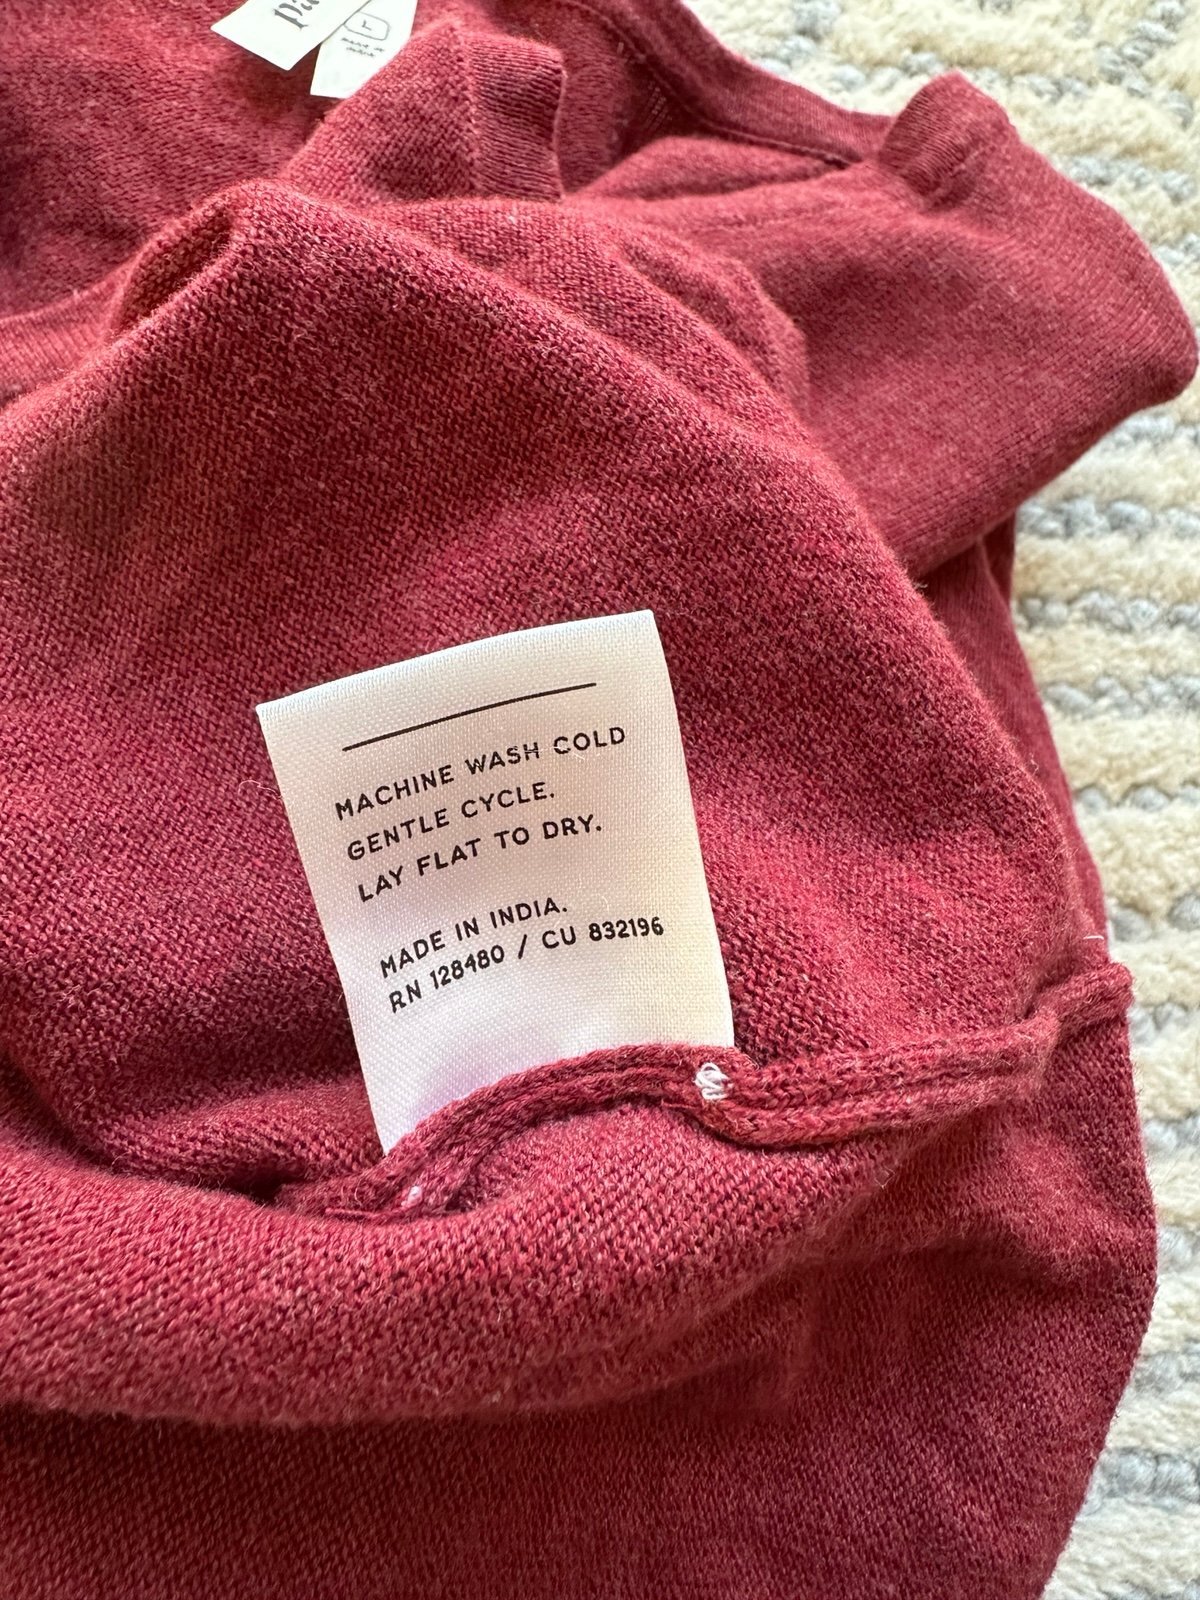 L
MACHINE WASH COLD
GENTLE CYCLE.
LAY FLAT TO DRY.
MADE IN INDIA.
RN 128480 / CU 832196